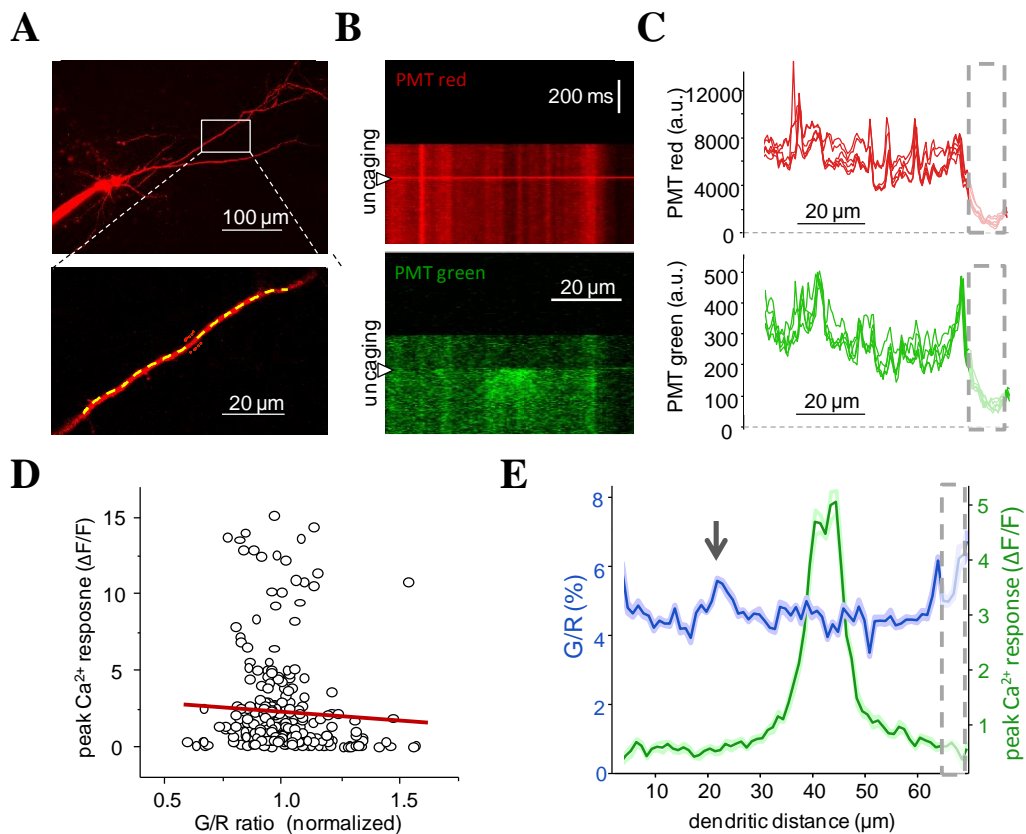 A
B
C
100 µm
20 µm
PMT red
200 ms
uncaging
PMT green
20 µm
uncaging
PMT red (a.u.)
12000
8000
4000
0
20 µm
PMT green (a.u.)
500
400
300
200
100
0
20 µm
D
E
peak Ca²⁺ resposne (ΔF/F)
15
10
5
0
0.5
1.0
1.5
G/R ratio (normalized)
G/R (%)
8
6
4
2
0
10
20
30
40
50
60
dendritic distance (µm)
5
4
3
2
1
peak Ca²⁺ response (ΔF/F)